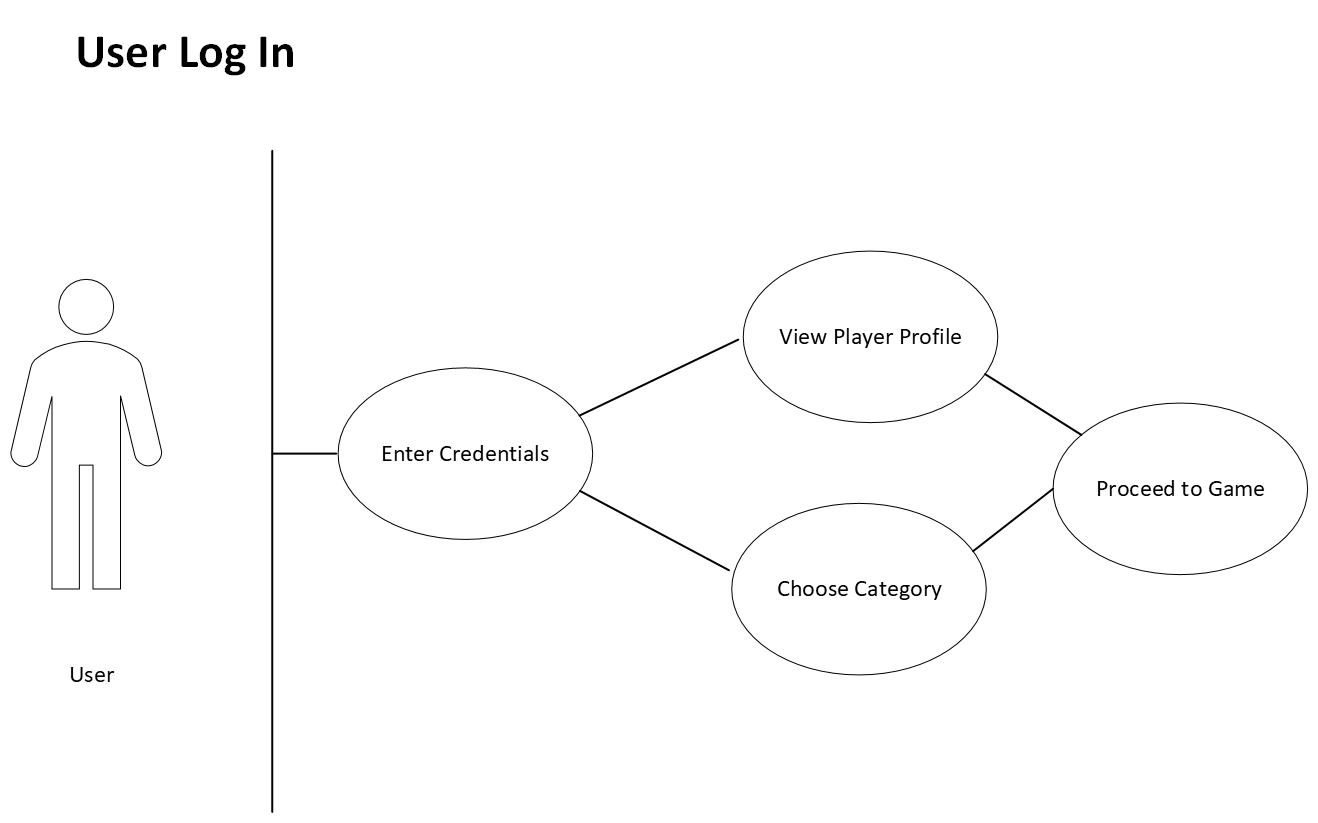 User Log In
View Player Profile
Enter Credentials
Proceed to Game
Choose Category
User